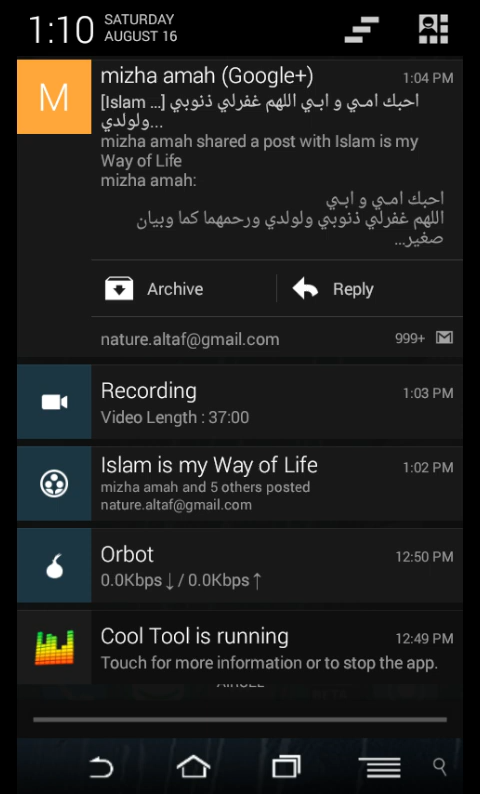 1:10
SATURDAY
AUGUST 16
M
mizha amah (Google+)
1:04 PM
[Islam ...] احبك امـي و ابـي اللهم غفرلي ذنوبي
ولولدي...
mizha amah shared a post with Islam is my
Way of Life
mizha amah:
احبك امـي و ابـي
اللهم غفرلي ذنوبي ولولدي ورحمهما كما وبيان
صغير...
Archive
Reply
nature.altaf@gmail.com
999+
Recording
1:03 PM
Video Length : 37:00
Islam is my Way of Life
1:02 PM
mizha amah and 5 others posted
nature.altaf@gmail.com
Orbot
12:50 PM
0.0Kbps ↓ / 0.0Kbps ↑
Cool Tool is running
12:49 PM
Touch for more information or to stop the app.